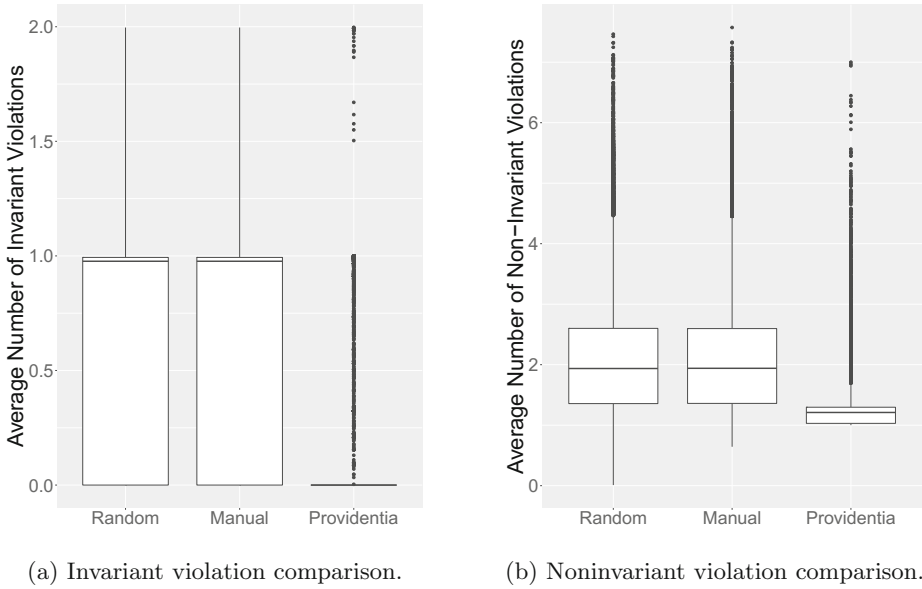 Average Number of Invariant Violations
2.0
1.5
1.0
0.5
0.0
Random
Manual
Providentia
(a) Invariant violation comparison.
Average Number of Non−Invariant Violations
6
4
2
0
Random
Manual
Providentia
(b) Noninvariant violation comparison.